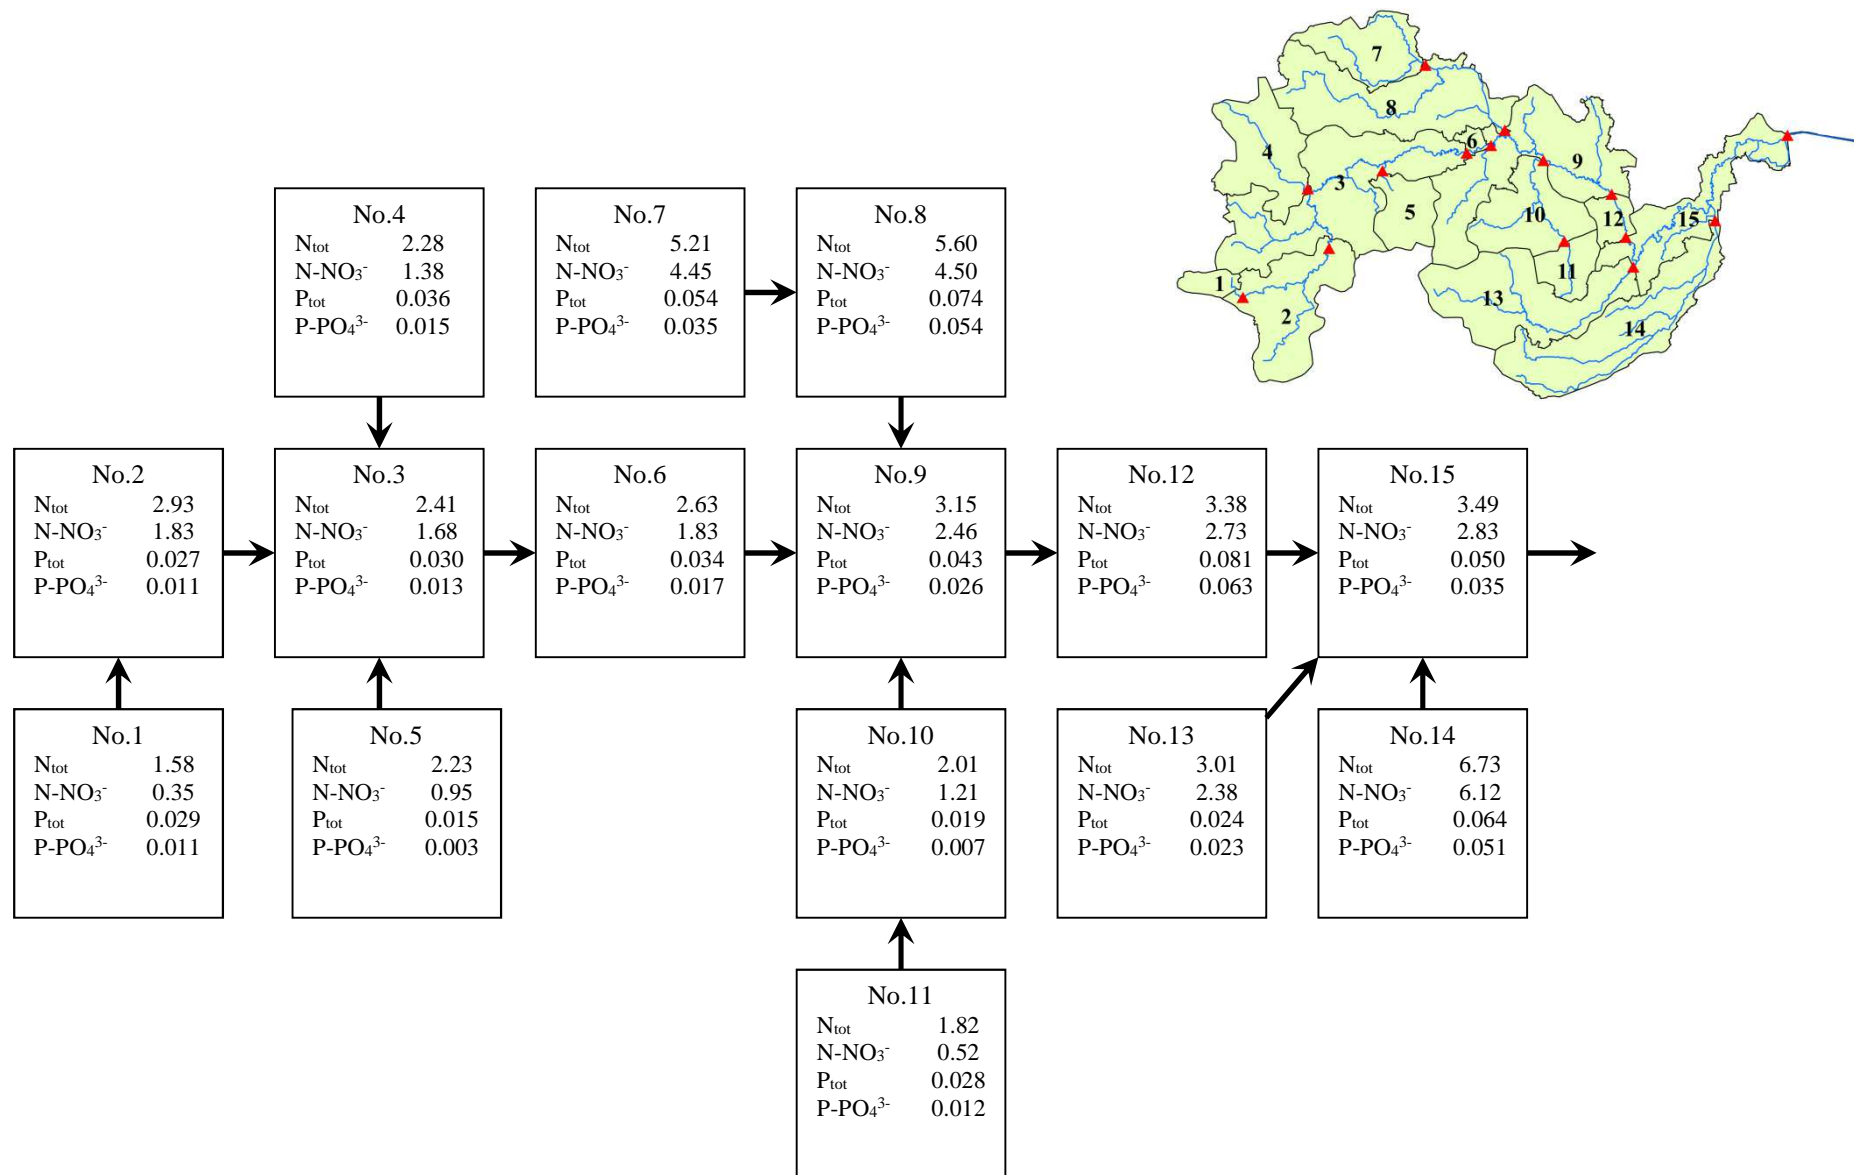 No.4
Ntot 2.28
N-NO3- 1.38
Ptot 0.036
P-PO43- 0.015
No.7
Ntot 5.21
N-NO3- 4.45
Ptot 0.054
P-PO43- 0.035
No.8
Ntot 5.60
N-NO3- 4.50
Ptot 0.074
P-PO43- 0.054
7
8
4
6
9
3
5
10
12
15
1
11
13
2
14
No.2
Ntot 2.93
N-NO3- 1.83
Ptot 0.027
P-PO43- 0.011
No.3
Ntot 2.41
N-NO3- 1.68
Ptot 0.030
P-PO43- 0.013
No.6
Ntot 2.63
N-NO3- 1.83
Ptot 0.034
P-PO43- 0.017
No.9
Ntot 3.15
N-NO3- 2.46
Ptot 0.043
P-PO43- 0.026
No.12
Ntot 3.38
N-NO3- 2.73
Ptot 0.081
P-PO43- 0.063
No.15
Ntot 3.49
N-NO3- 2.83
Ptot 0.050
P-PO43- 0.035
No.1
Ntot 1.58
N-NO3- 0.35
Ptot 0.029
P-PO43- 0.011
No.5
Ntot 2.23
N-NO3- 0.95
Ptot 0.015
P-PO43- 0.003
No.10
Ntot 2.01
N-NO3- 1.21
Ptot 0.019
P-PO43- 0.007
No.13
Ntot 3.01
N-NO3- 2.38
Ptot 0.024
P-PO43- 0.023
No.14
Ntot 6.73
N-NO3- 6.12
Ptot 0.064
P-PO43- 0.051
No.11
Ntot 1.82
N-NO3- 0.52
Ptot 0.028
P-PO43- 0.012